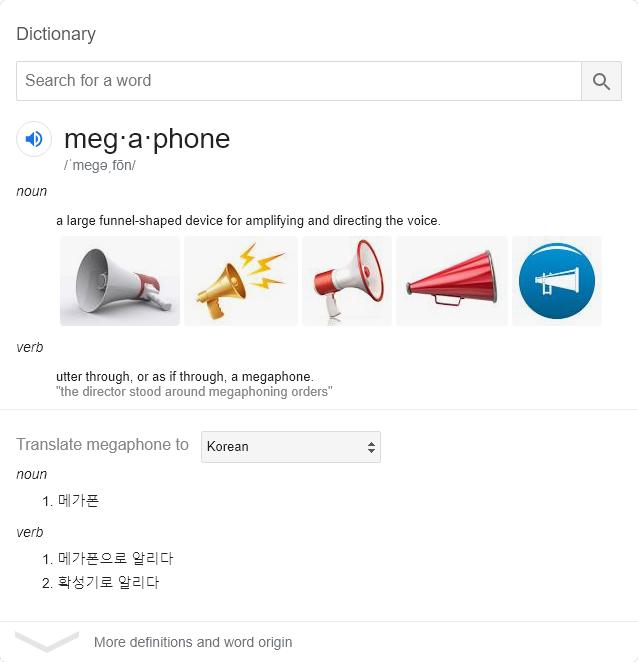 Dictionary
Search for a word
meg·a·phone
/ˈmeɡəˌfōn/
noun
a large funnel-shaped device for amplifying and directing the voice.
verb
utter through, or as if through, a megaphone.
"the director stood around megaphoning orders"
Translate megaphone to Korean
noun
1. 메가폰
verb
1. 메가폰으로 알리다
2. 확성기로 알리다
More definitions and word origin